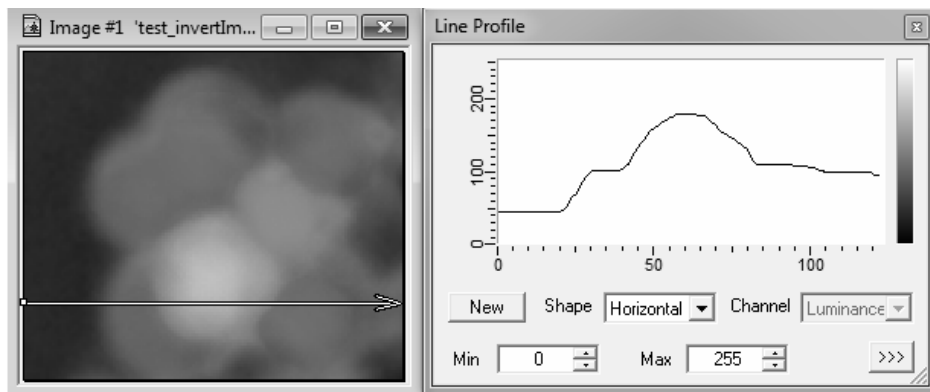 Image #1 'test_invertIm...
Line Profile
200
100
0
0 50 100
New Shape Horizontal Channel Luminance
Min 0 Max 255 >>>